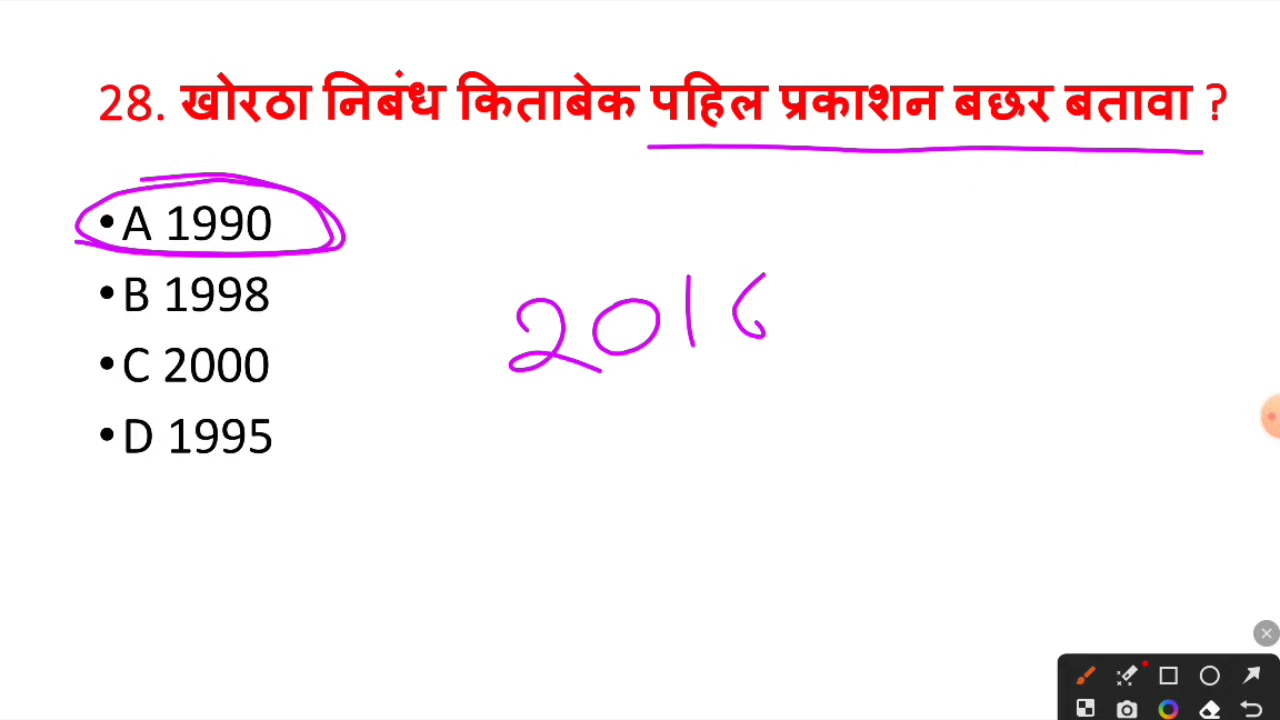 28. खोरठा निबंध किताबेक पहिल प्रकाशन बछर बतावा ?
•A 1990
•B 1998
2016
•C 2000
•D 1995